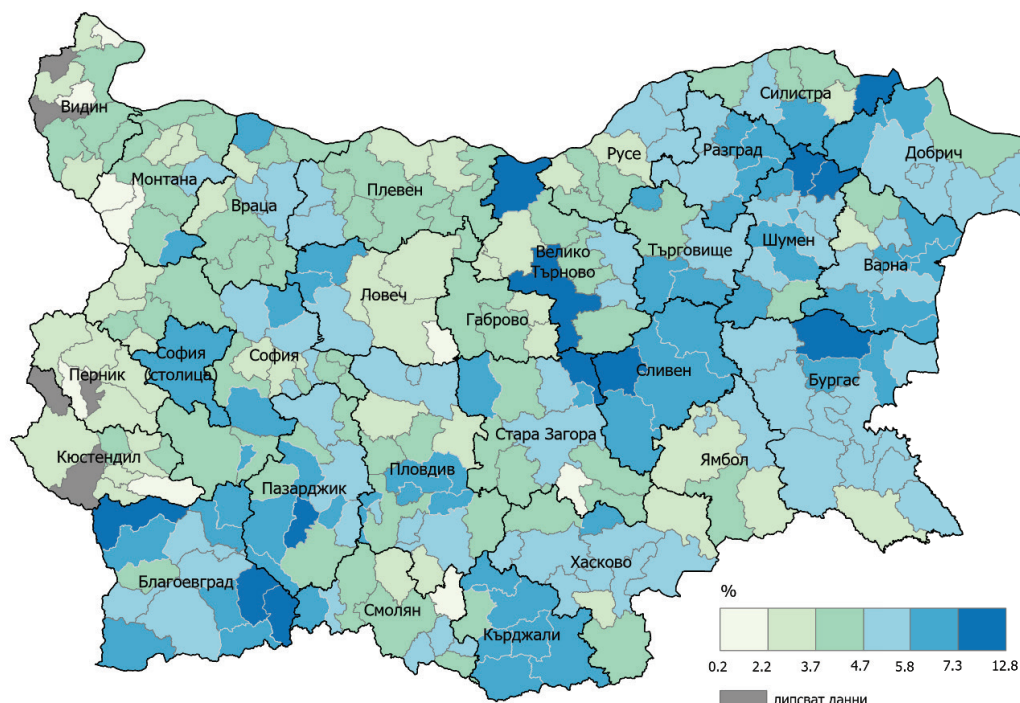 Видин
Монтана
Враца
Плевен
Русе
Силистра
Разград
Добрич
Ловеч
Велико
Търново
Габрово
Търговище
Шумен
Варна
София
(столица)
София
Перник
Кюстендил
Сливен
Бургас
Стара Загора
Ямбол
Пловдив
Пазарджик
Благоевград
Смолян
Хасково
Кърджали
%
0.2 2.2 3.7 4.7 5.8 7.3 12.8
липсват данни